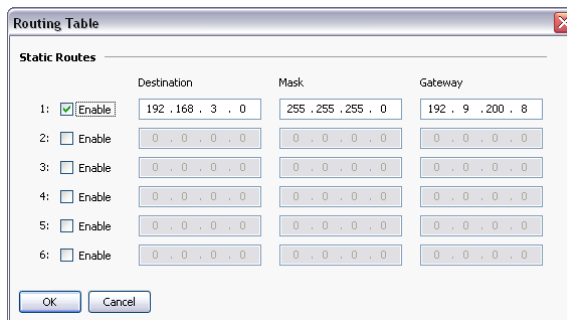 Routing Table
Static Routes
Destination Mask Gateway
1: Enable 192 . 168 . 3 . 0 255 . 255 . 255 . 0 192 . 9 . 200 . 8
2: Enable 0 . 0 . 0 . 0 0 . 0 . 0 . 0 0 . 0 . 0 . 0
3: Enable 0 . 0 . 0 . 0 0 . 0 . 0 . 0 0 . 0 . 0 . 0
4: Enable 0 . 0 . 0 . 0 0 . 0 . 0 . 0 0 . 0 . 0 . 0
5: Enable 0 . 0 . 0 . 0 0 . 0 . 0 . 0 0 . 0 . 0 . 0
6: Enable 0 . 0 . 0 . 0 0 . 0 . 0 . 0 0 . 0 . 0 . 0
OK Cancel